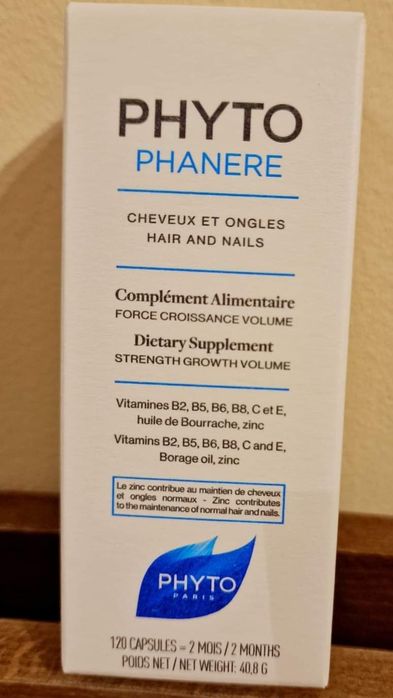 PHYTO
PHANERE
CHEVEUX ET ONGLES
HAIR AND NAILS
Complément Alimentaire
FORCE CROISSANCE VOLUME
Dietary Supplement
STRENGTH GROWTH VOLUME
Vitamines B2, B5, B6, B8, C et E,
huile de Bourrache, zinc
Vitamins B2, B5, B6, B8, C and E,
Borage oil, zinc
Le zinc contribue au maintien de cheveux
et ongles normaux - Zinc contributes
to the maintenance of normal hair and nails.
PHYTO
PARIS
120 CAPSULES = 2 MOIS / 2 MONTHS
POIDS NET / NET WEIGHT: 40,8 G